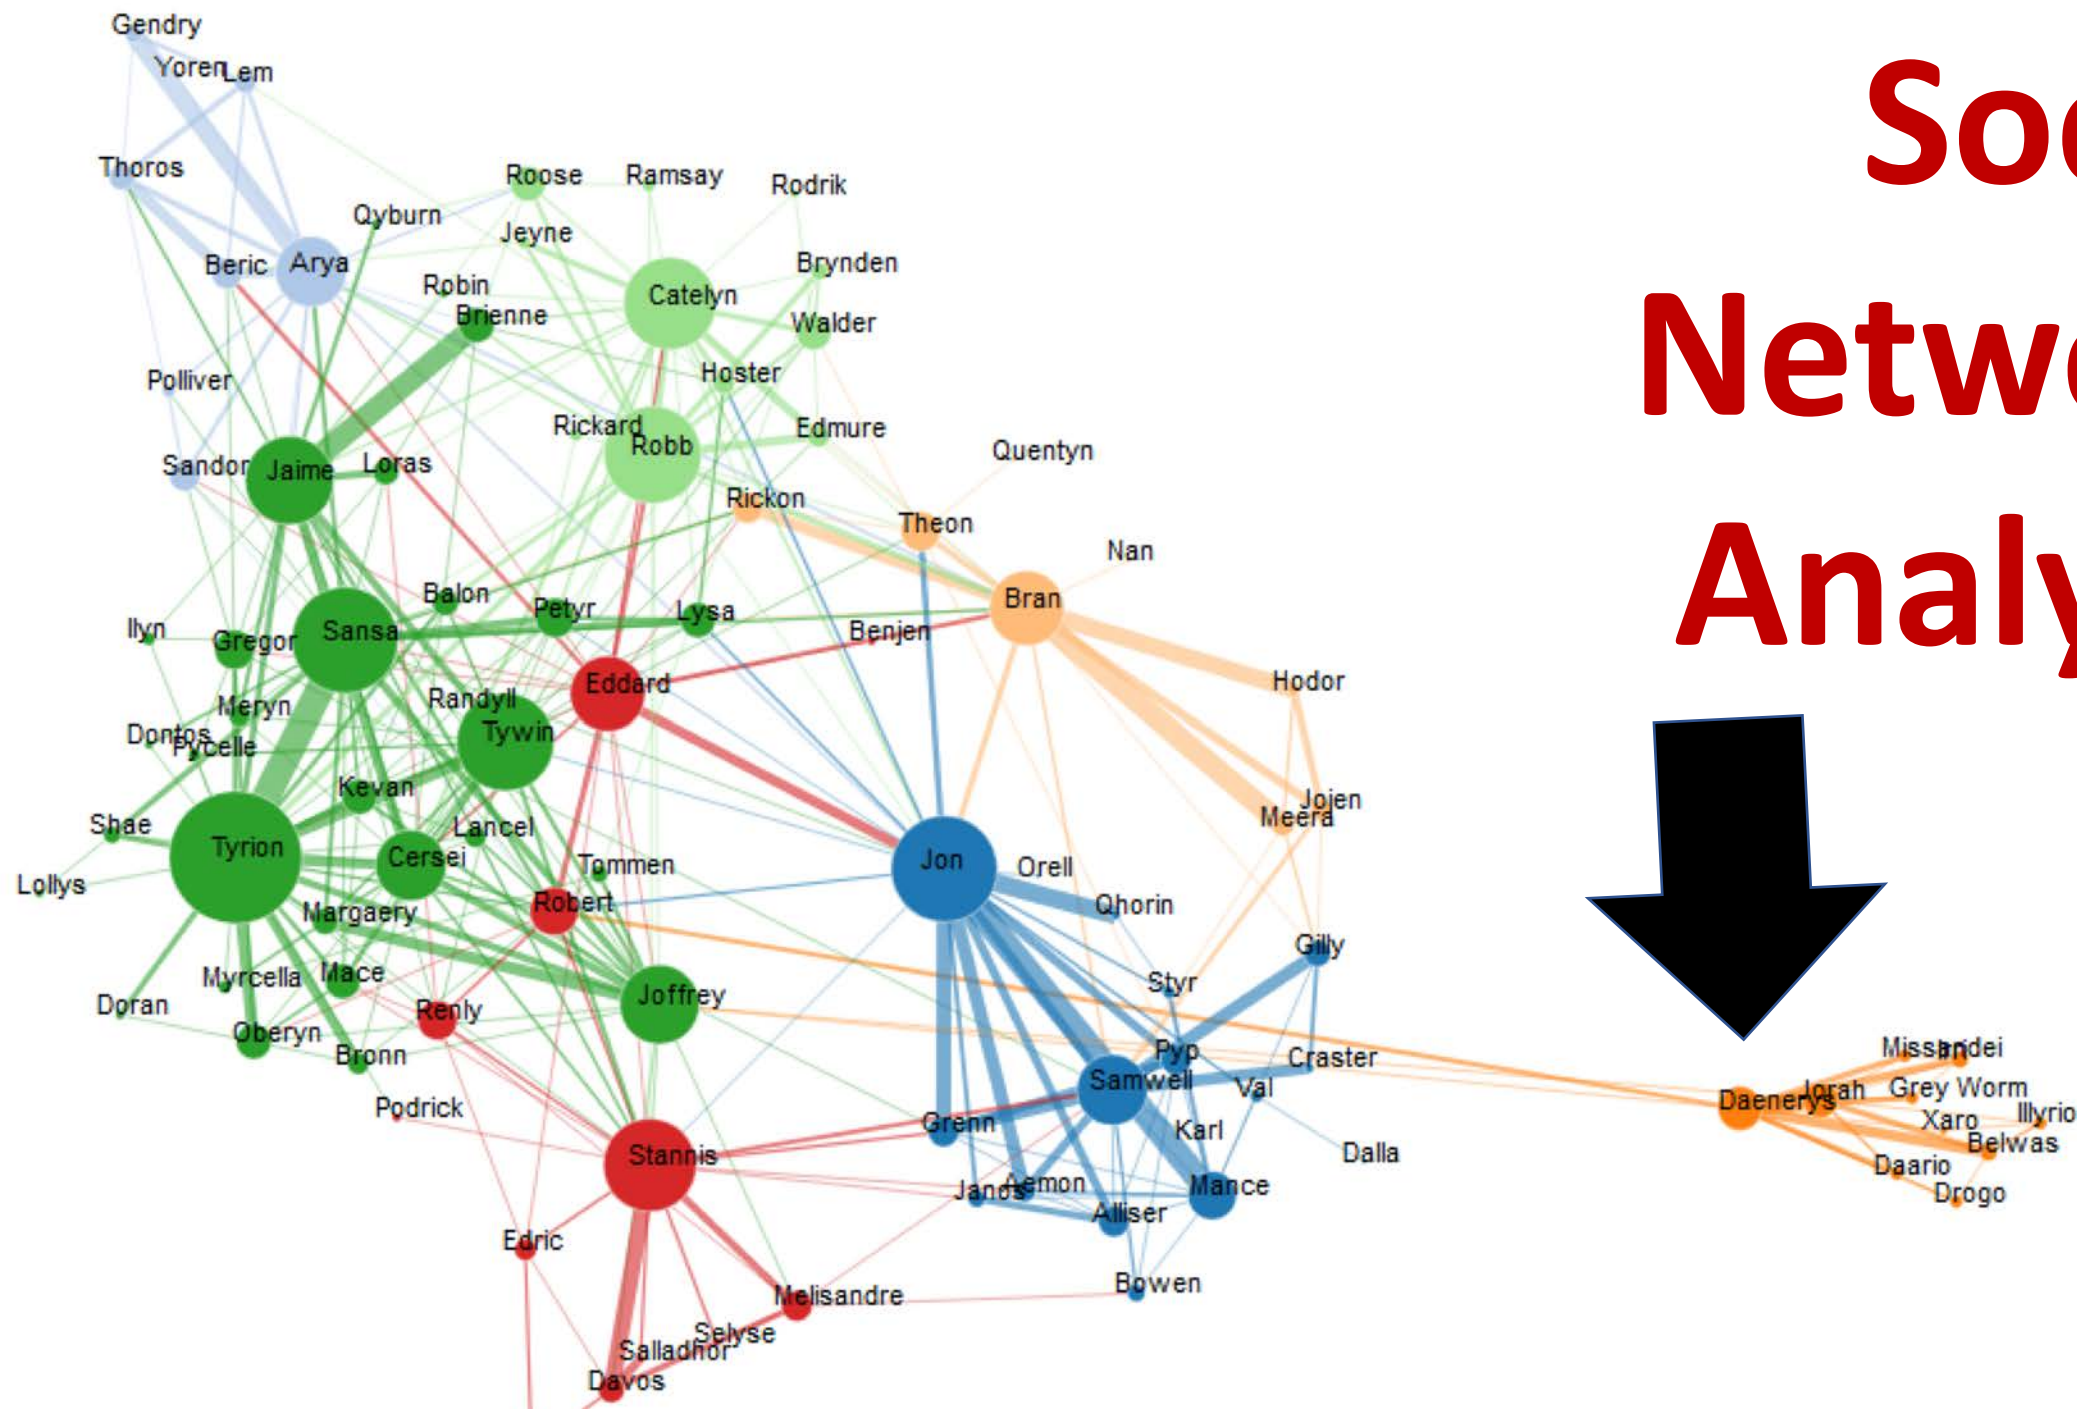 Soc
Netwo
Analy
Gendry
Yoren
Lem
Thoros
Roose
Ramsay
Rodrik
Qyburn
Jeyne
Beric
Arya
Brynden
Robin
Catelyn
Brienne
Walder
Polliver
Hoster
Rickard
Edmure
Robb
Quentyn
Sandor
Jaime
Loras
Rickon
Theon
Nan
Balon
Petyr
Lysa
Bran
Ilyn
Gregor
Sansa
Benjen
Eddard
Hodor
Randyll
Meryn
Tywin
Dontos
Pycelle
Kevan
Jojen
Meera
Shae
Lancel
Tyrion
Cersei
Tommen
Jon
Orell
Lollys
Margaery
Robert
Qhorin
Gilly
Myrcella
Mace
Styr
Doran
Renly
Joffrey
Oberyn
Bronn
Pyp
Craster
Missandei
Irri
Samwell
Val
Jorah
Grey Worm
Daenerys
Podrick
Grenn
Karl
Xaro
Illyrio
Belwas
Stannis
Dalla
Daario
Janos
Aemon
Mance
Drogo
Alliser
Edric
Bowen
Melisandre
Selyse
Salladhor
Davos